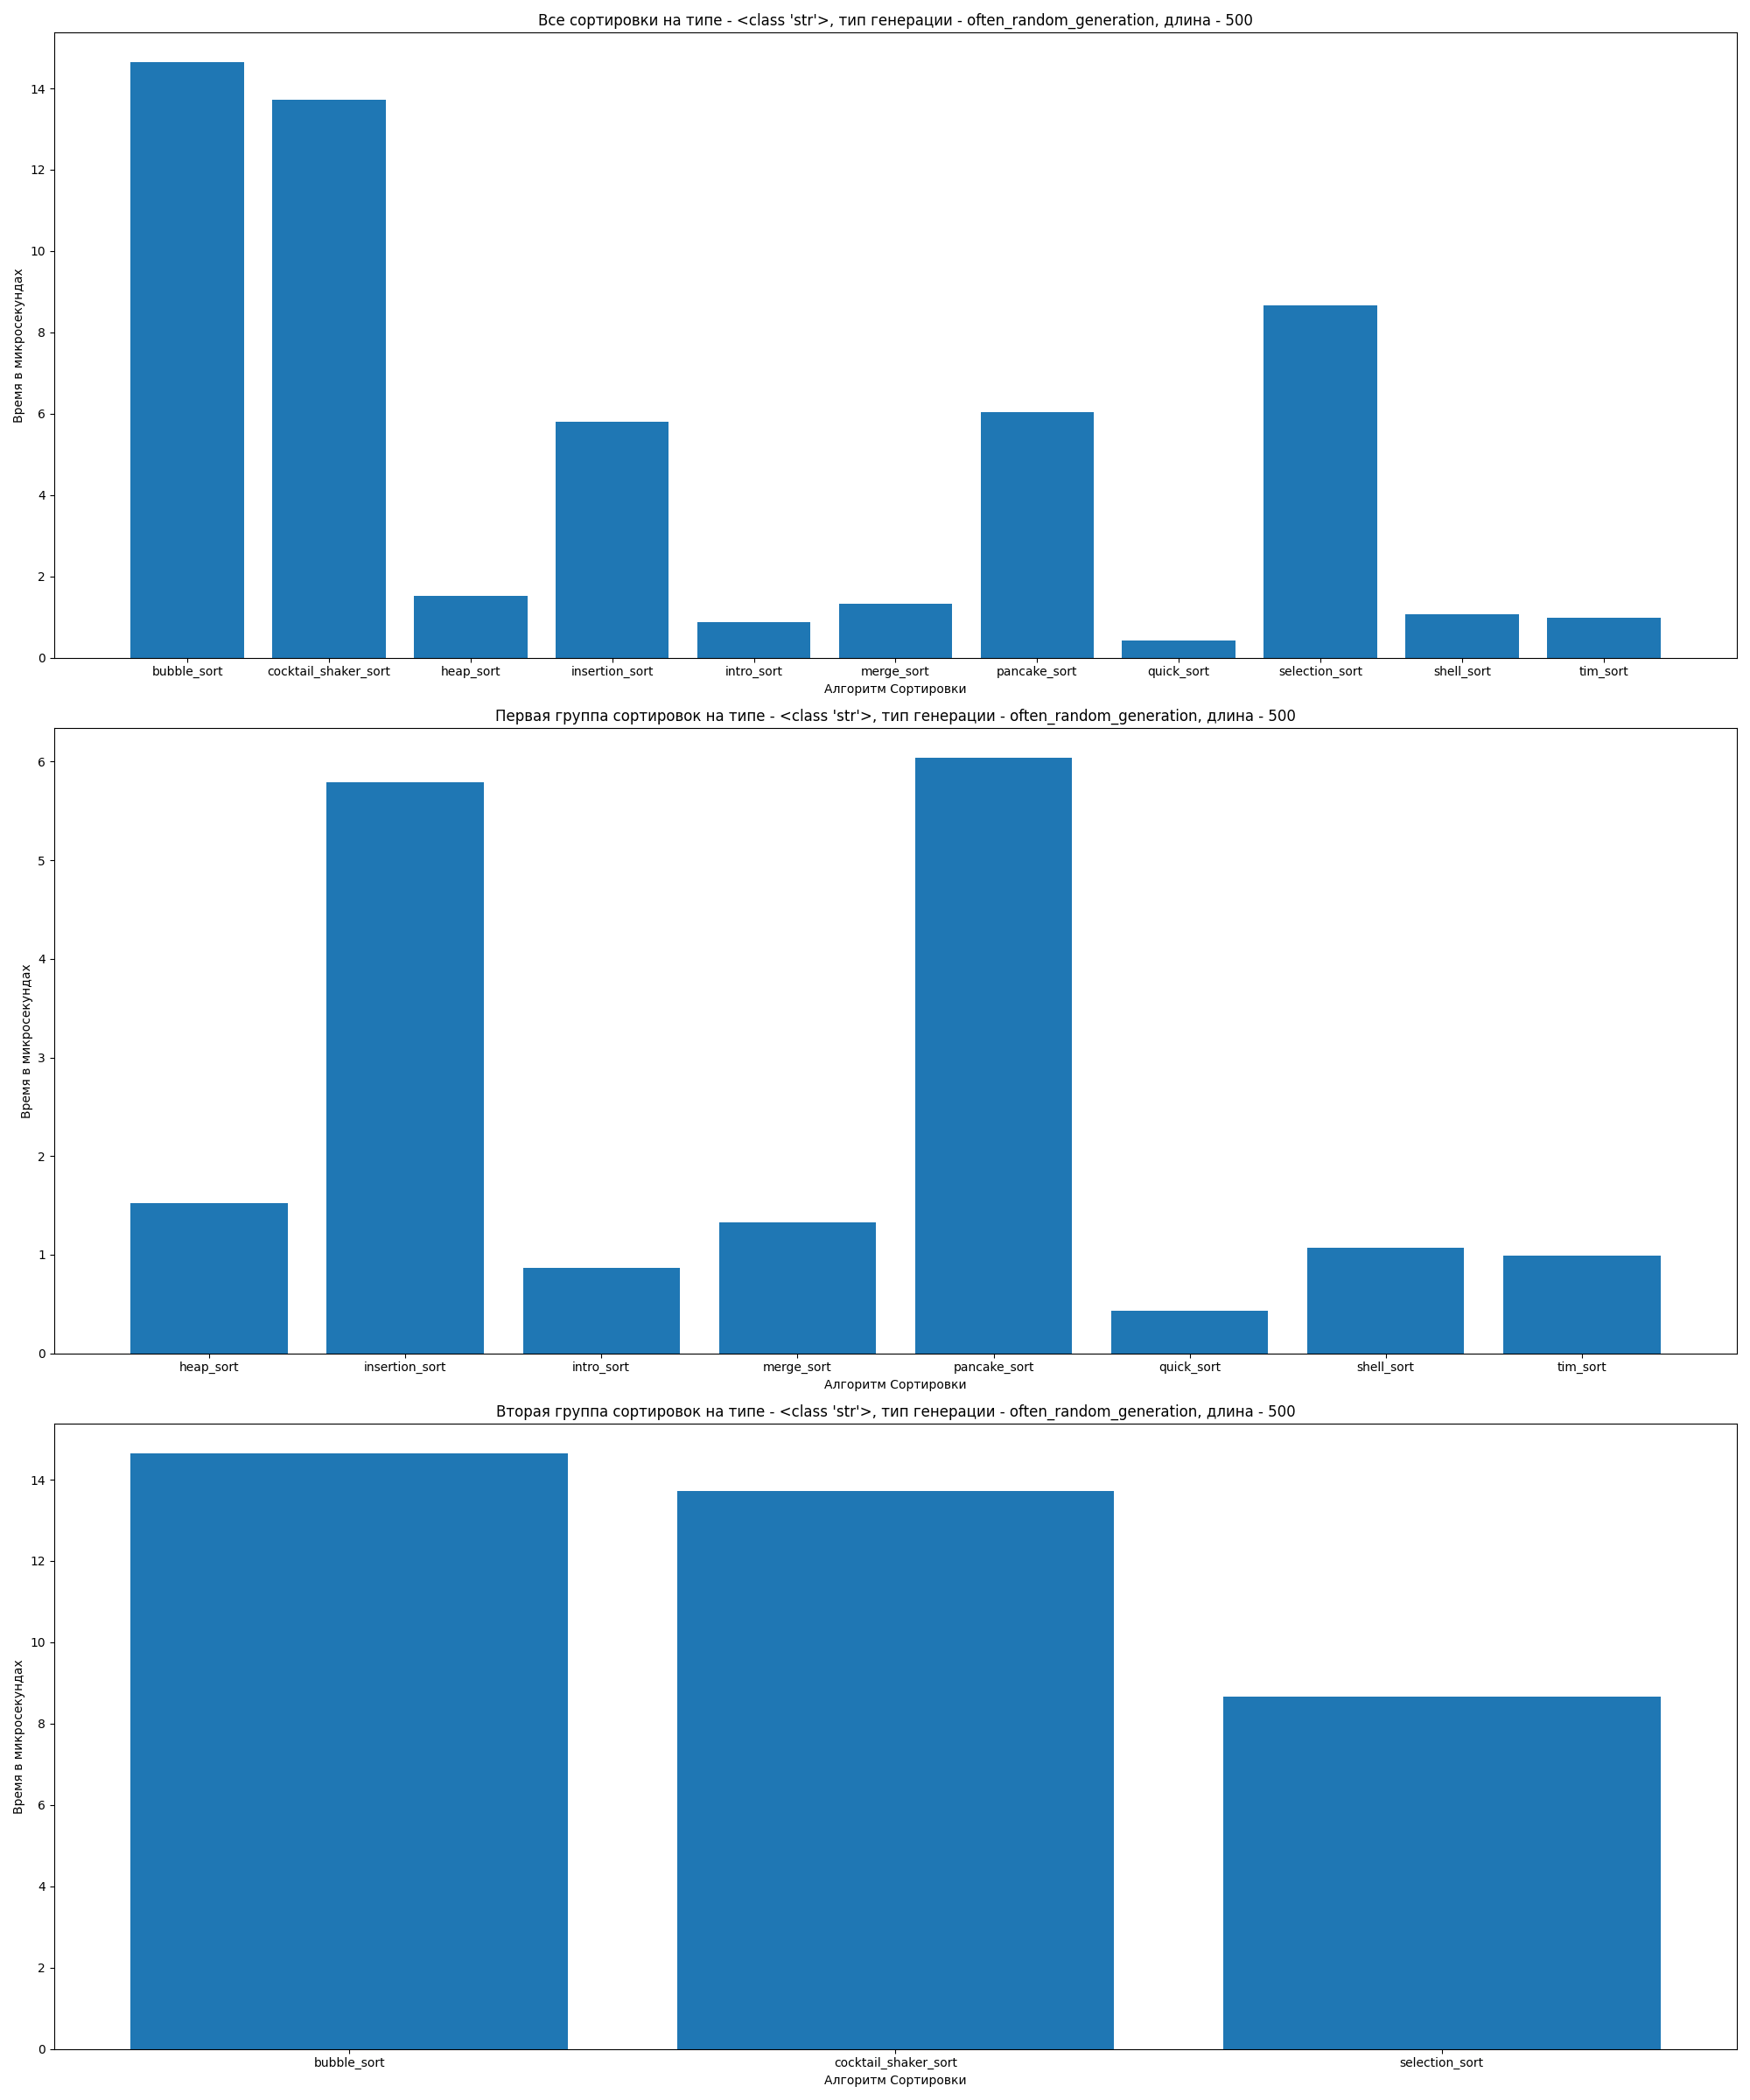 Все сортировки на типе - <class 'str'>, тип генерации - often_random_generation, длина - 500
Время в микросекундах
14
12
10
8
6
4
2
0
bubble_sort cocktail_shaker_sort heap_sort insertion_sort intro_sort merge_sort pancake_sort quick_sort selection_sort shell_sort tim_sort
Алгоритм Сортировки
Первая группа сортировок на типе - <class 'str'>, тип генерации - often_random_generation, длина - 500
Время в микросекундах
6
5
4
3
2
1
0
heap_sort insertion_sort intro_sort merge_sort pancake_sort quick_sort shell_sort tim_sort
Алгоритм Сортировки
Вторая группа сортировок на типе - <class 'str'>, тип генерации - often_random_generation, длина - 500
Время в микросекундах
14
12
10
8
6
4
2
0
bubble_sort cocktail_shaker_sort selection_sort
Алгоритм Сортировки